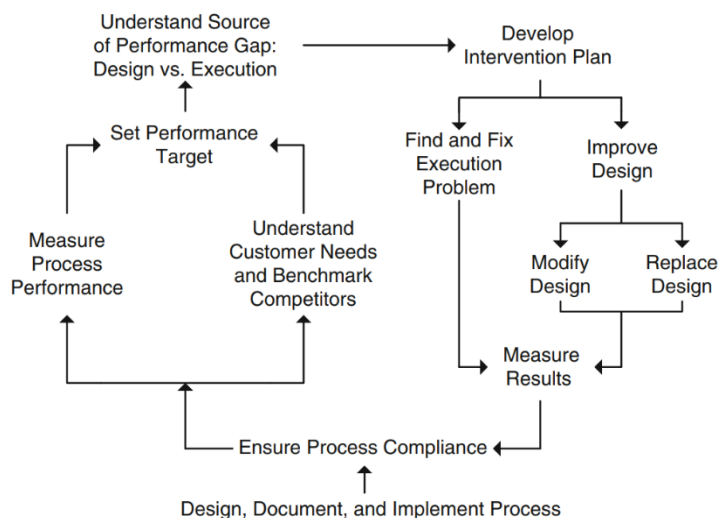 Understand Source
of Performance Gap:
Design vs. Execution
Develop
Intervention Plan
Set Performance
Target
Find and Fix
Execution
Problem
Improve
Design
Measure
Process
Performance
Understand
Customer Needs
and Benchmark
Competitors
Modify
Design
Replace
Design
Measure
Results
Ensure Process Compliance
Design, Document, and Implement Process